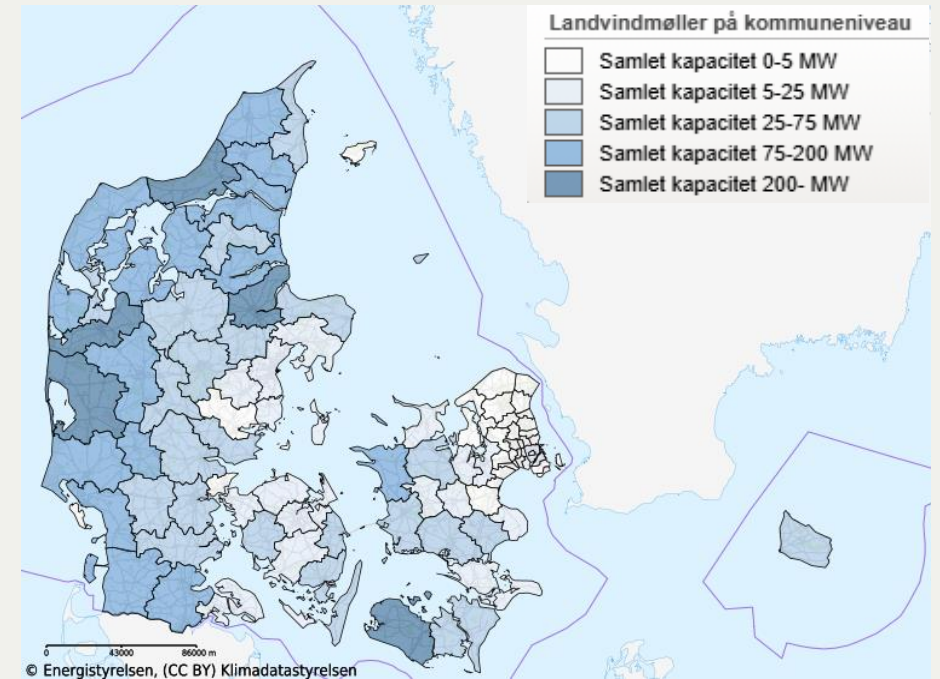 Landvindmøller på kommuneniveau
Samlet kapacitet 0-5 MW
Samlet kapacitet 5-25 MW
Samlet kapacitet 25-75 MW
Samlet kapacitet 75-200 MW
Samlet kapacitet 200- MW
0 43000 86000 m
© Energistyrelsen, (CC BY) Klimadatastyrelsen